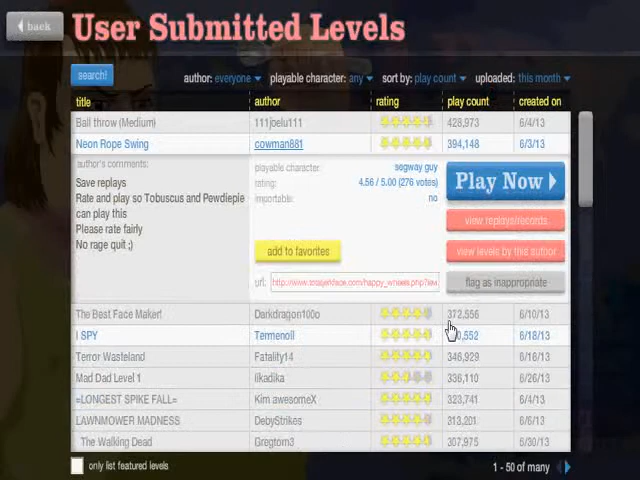 back
User Submitted Levels
search!
author: everyone playable character: any sort by: play count uploaded: this month
title author rating play count created on
Ball throw (Medium) 111joelu111 428,973 6/4/13
Neon Rope Swing cowman881 394,148 6/3/13
author's comments:
Save replays
Rate and play so Tobuscus and Pewdiepie
can play this
Please rate fairly
No rage quit ;)
playable character: segway guy
rating: 4.56 / 5.00 (276 votes)
importable: no
Play Now
view replays/records
add to favorites
view levels by this author
url:
flag as inappropriate
The Best Face Maker! Darkdragon100o 372,556 6/10/13
I SPY Termenoil 6/18/13
Terror Wasteland Fatality14 346,929 6/16/13
Mad Dad Level 1 likadika 336,110 6/26/13
=LONGEST SPIKE FALL= Kim awesomeX 323,741 6/4/13
LAWNMOWER MADNESS DebyStrikes 313,201 6/6/13
The Walking Dead Gregtom3 307,975 5/30/13
only list featured levels
1 - 50 of many